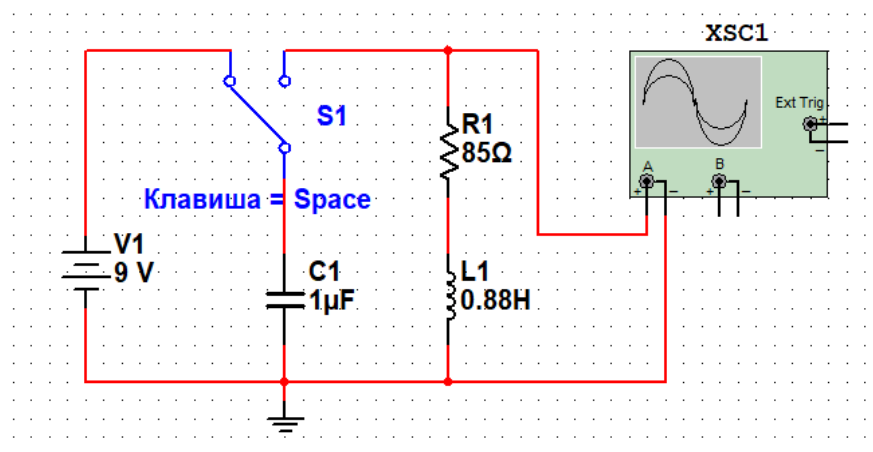 XSC1
Ext Trig
+
−
A
B
+
−
+
−
S1
R1
85Ω
Клавиша = Space
V1
9 V
C1
1µF
L1
0.88H